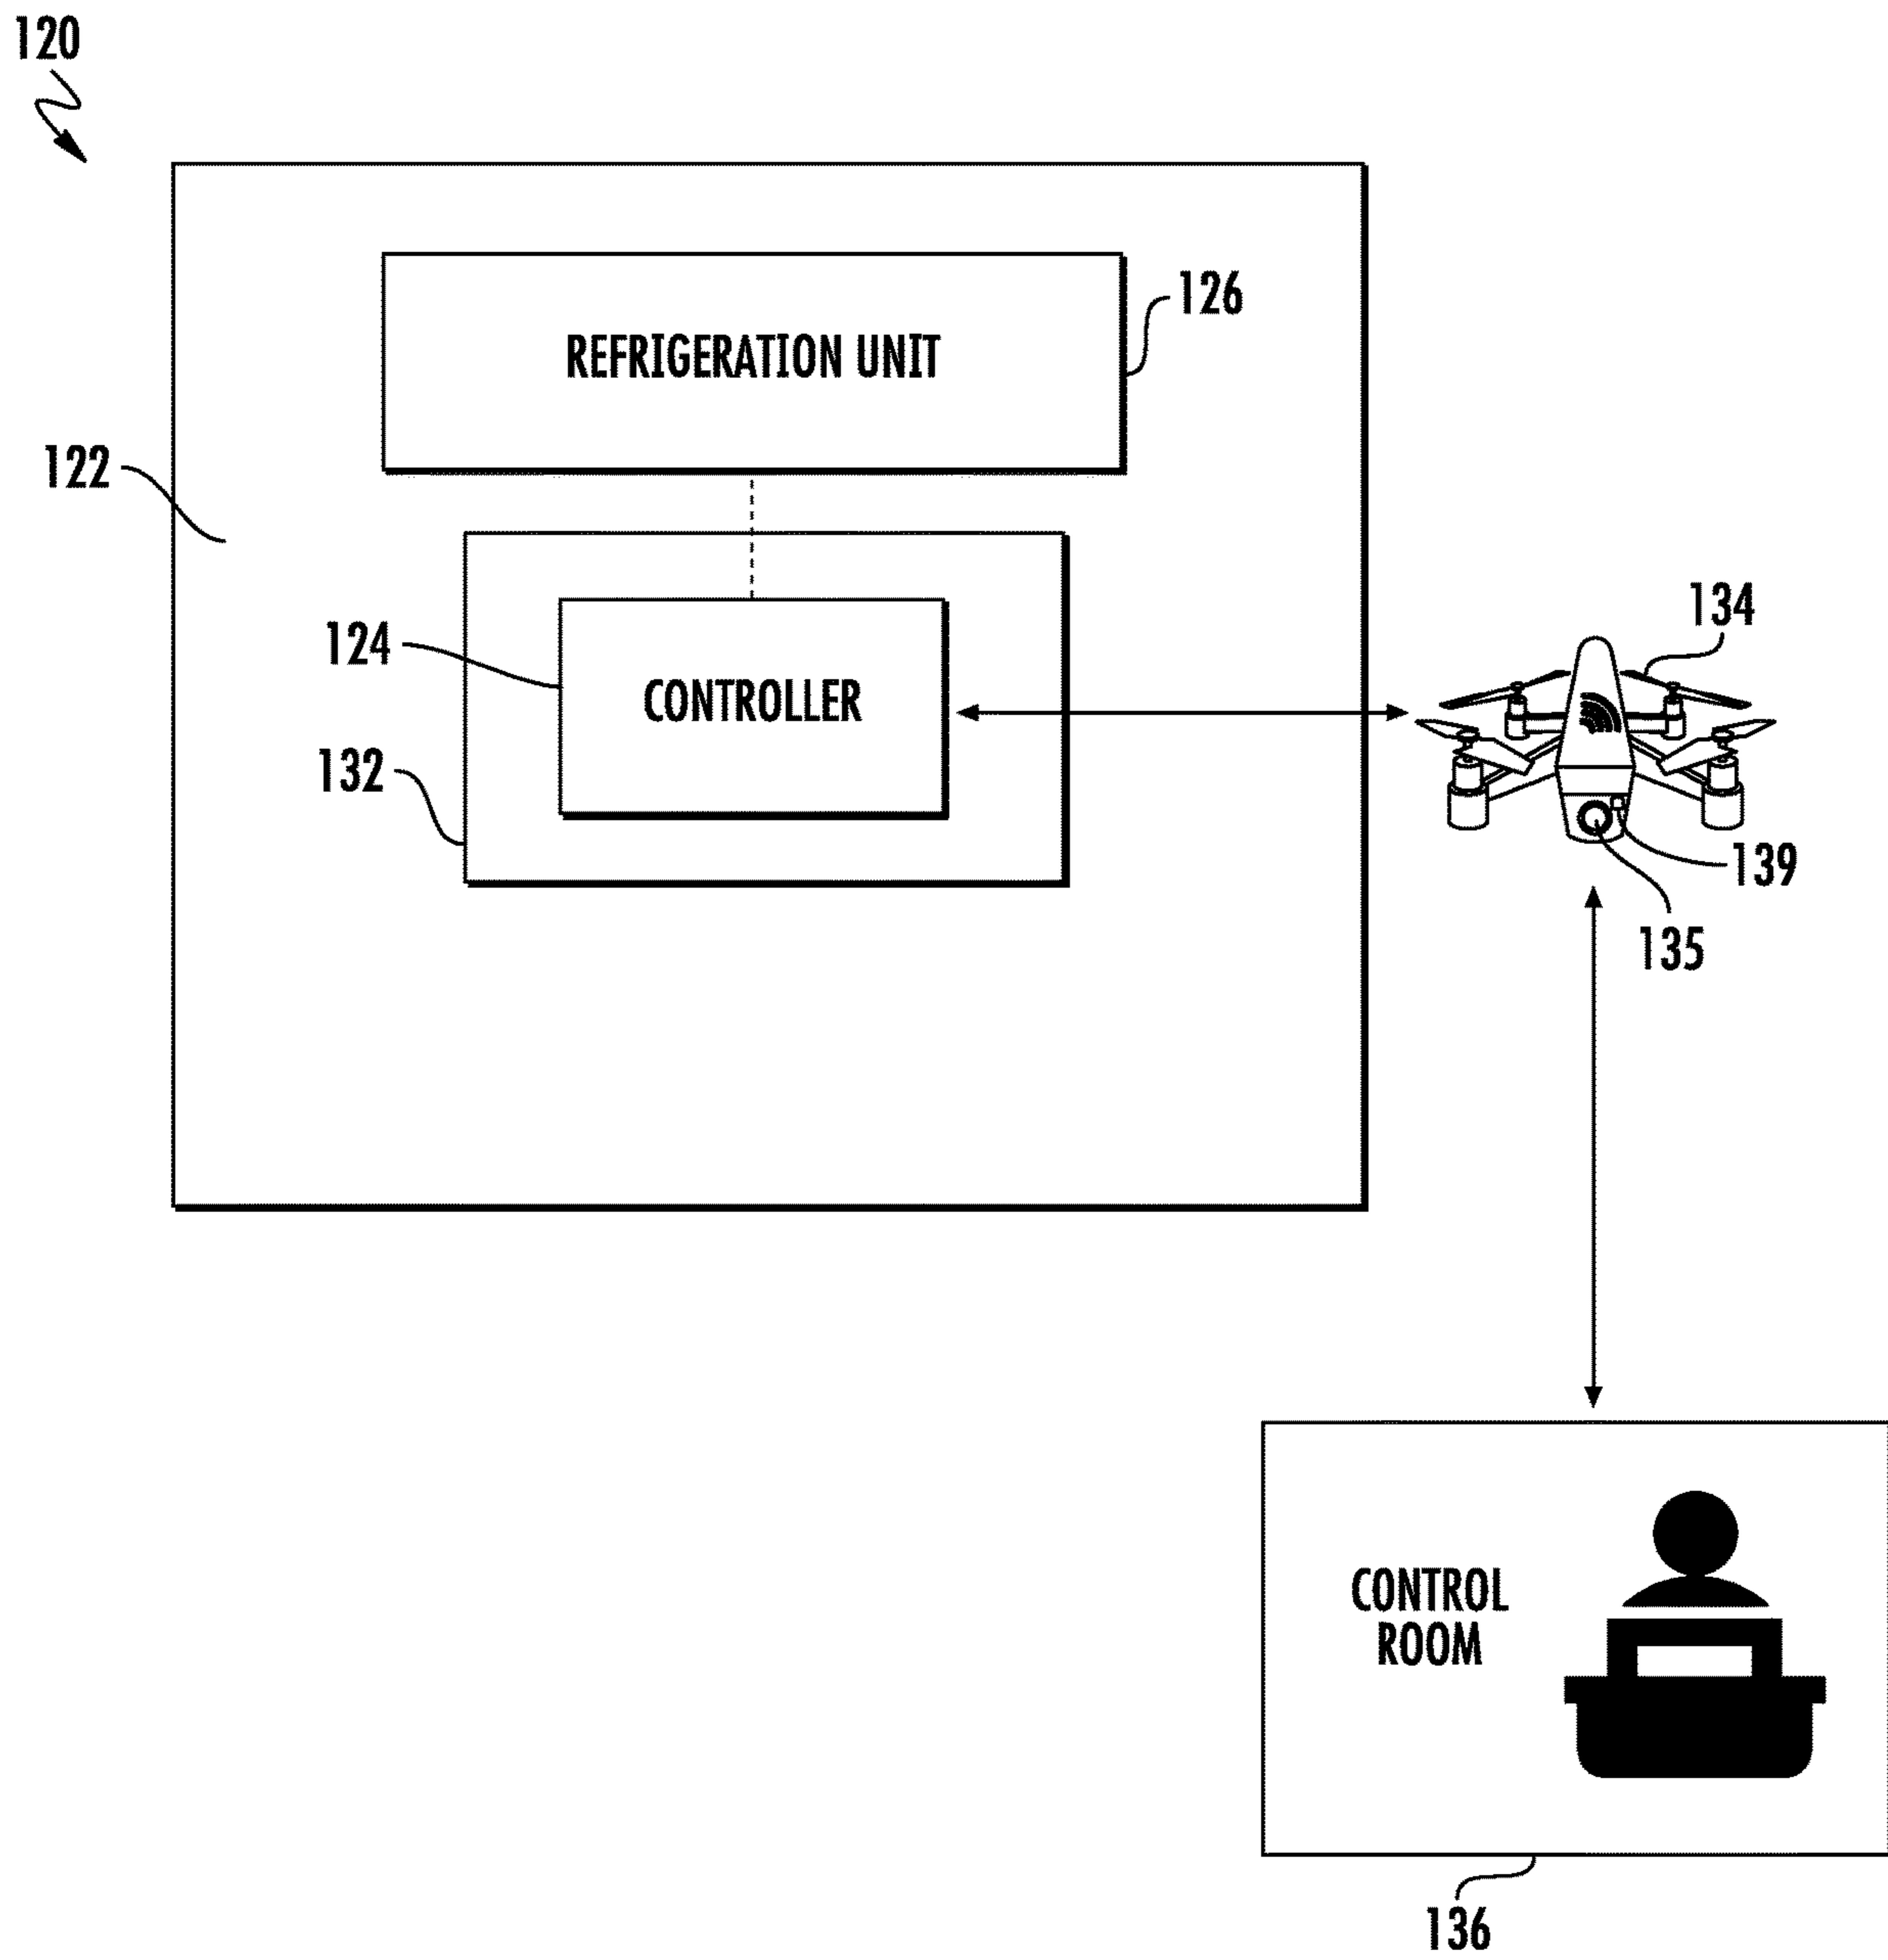 120
REFRIGERATION UNIT
126
122
124
CONTROLLER
132
134
139
135
CONTROL
ROOM
136